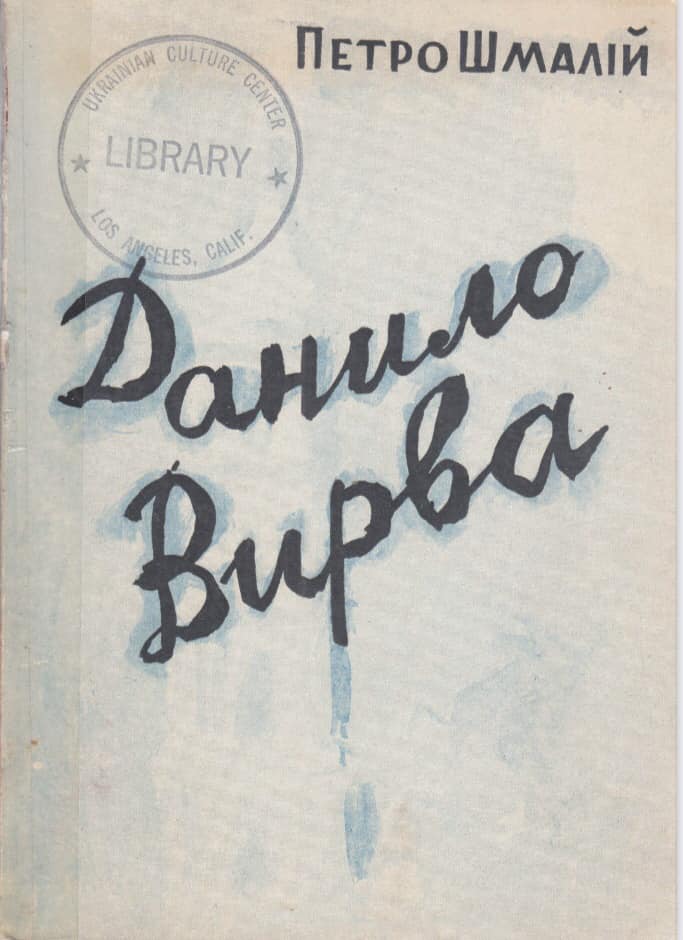 Петро Шмалій
UKRAINIAN CULTURE CENTER
LIBRARY
LOS ANGELES, CALIF.
Данило
Вирва